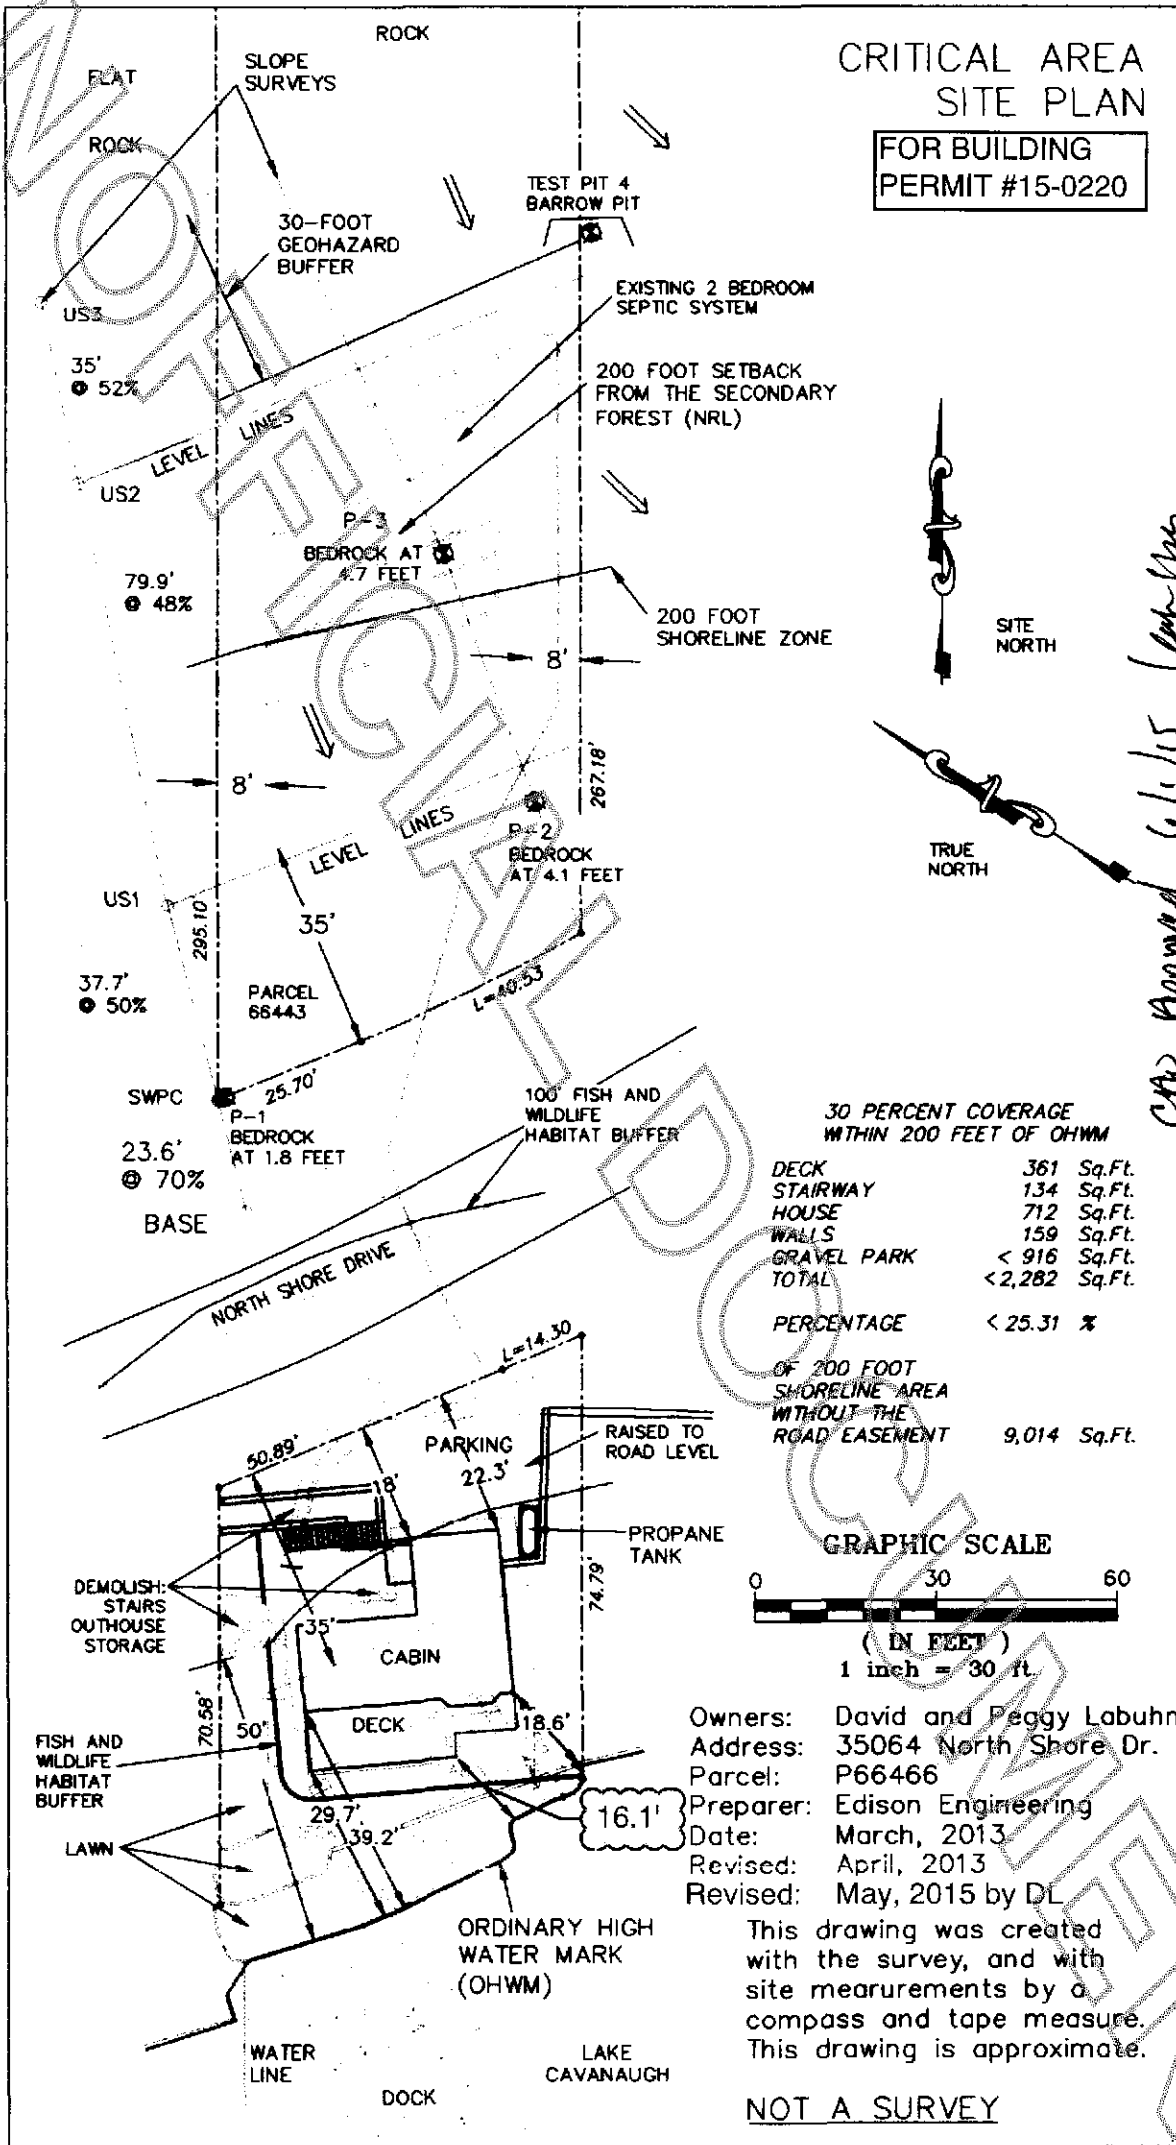 ROCK
CRITICAL AREA
SITE PLAN
FOR BUILDING
PERMIT #15-0220
SLOPE
SURVEYS
FLAT
ROCK
TEST PIT 4
BARROW PIT
30-FOOT
GEOHAZARD
BUFFER
EXISTING 2 BEDROOM
SEPTIC SYSTEM
US3
35'
@ 52%
200 FOOT SETBACK
FROM THE SECONDARY
FOREST (NRL)
LEVEL LINES
US2
P-3
BEDROCK AT
4.7 FEET
79.9'
@ 48%
200 FOOT
SHORELINE ZONE
SITE
NORTH
8'
8'
267.18'
LEVEL LINES
P-2
BEDROCK
AT 4.1 FEET
TRUE
NORTH
US1
295.10'
35'
37.7'
@ 50%
PARCEL
66443
L=40.53
25.70'
SWPC
P-1
BEDROCK
AT 1.8 FEET
23.6'
@ 70%
BASE
100' FISH AND
WILDLIFE
HABITAT BUFFER
NORTH SHORE DRIVE
30 PERCENT COVERAGE
WITHIN 200 FEET OF OHWM
DECK 361 Sq.Ft.
STAIRWAY 134 Sq.Ft.
HOUSE 712 Sq.Ft.
WALLS 159 Sq.Ft.
GRAVEL PARK < 916 Sq.Ft.
TOTAL <2,282 Sq.Ft.
PERCENTAGE < 25.31 %
OF 200 FOOT
SHORELINE AREA
WITHOUT THE
ROAD EASEMENT 9,014 Sq.Ft.
L=14.30
50.89'
PARKING
22.3'
18'
RAISED TO
ROAD LEVEL
PROPANE
TANK
74.79'
DEMOLISH:
STAIRS
OUTHOUSE
STORAGE
35'
CABIN
70.58'
50'
DECK
18.6'
FISH AND
WILDLIFE
HABITAT
BUFFER
29.7'
39.2'
16.1'
LAWN
ORDINARY HIGH
WATER MARK
(OHWM)
WATER
LINE
LAKE
CAVANAUGH
DOCK
GRAPHIC SCALE
0 30 60
( IN FEET )
1 inch = 30 ft.
Owners: David and Peggy Labuhn
Address: 35064 North Shore Dr.
Parcel: P66466
Preparer: Edison Engineering
Date: March, 2013
Revised: April, 2013
Revised: May, 2015 by DL
This drawing was created
with the survey, and with
site mearurements by a
compass and tape measure.
This drawing is approximate.
NOT A SURVEY
6/1/15
UNOFFICIAL DOCUMENT